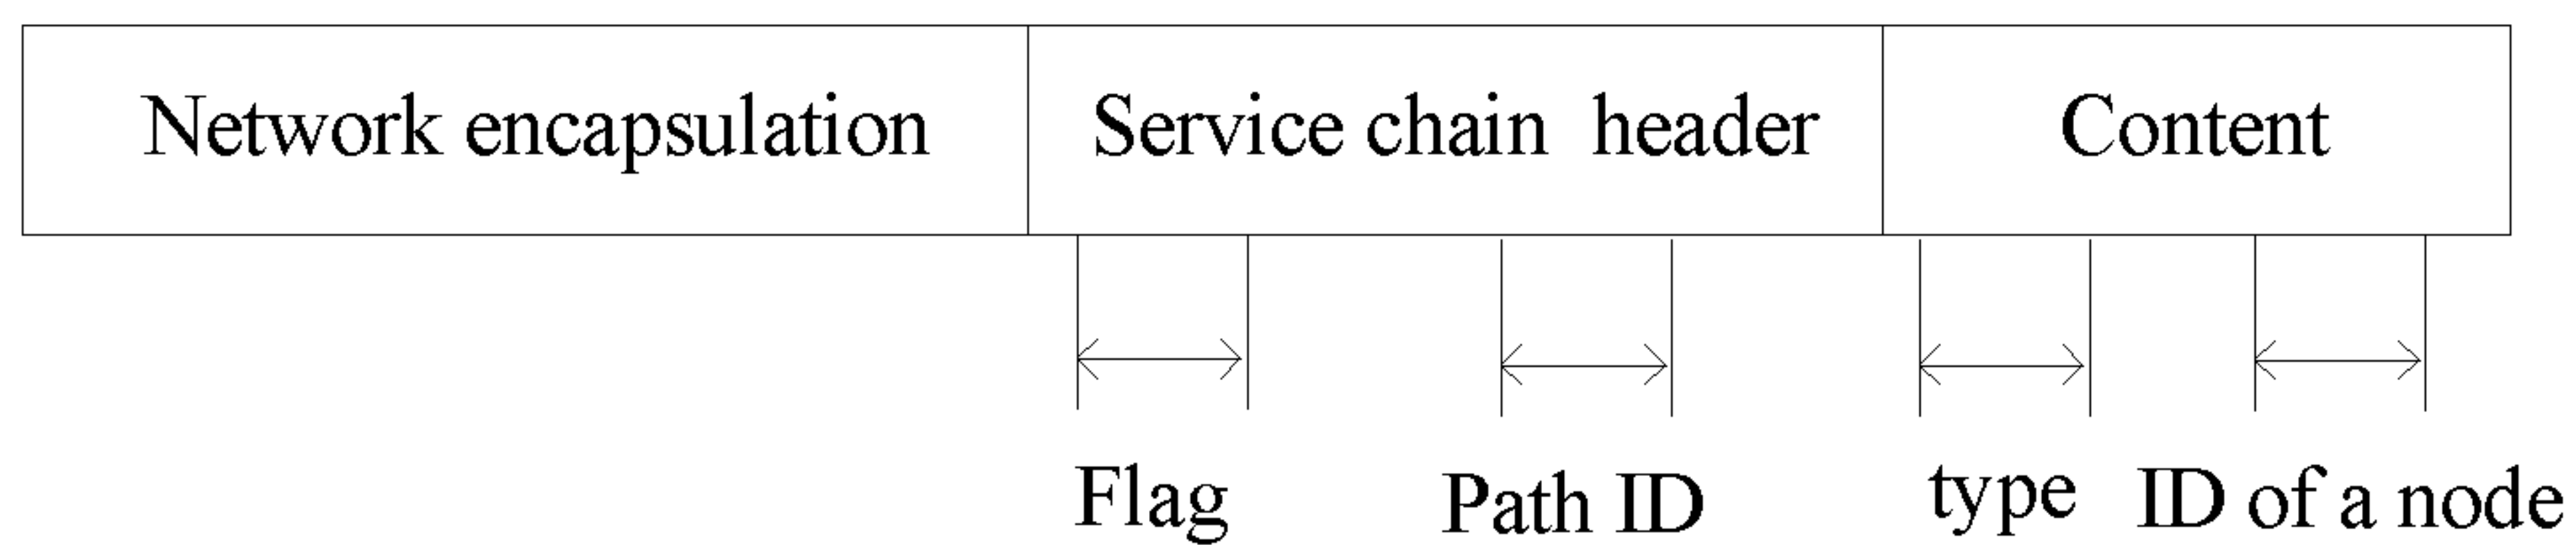 Network encapsulation
Service chain header
Content
Flag
Path ID
type
ID of a node